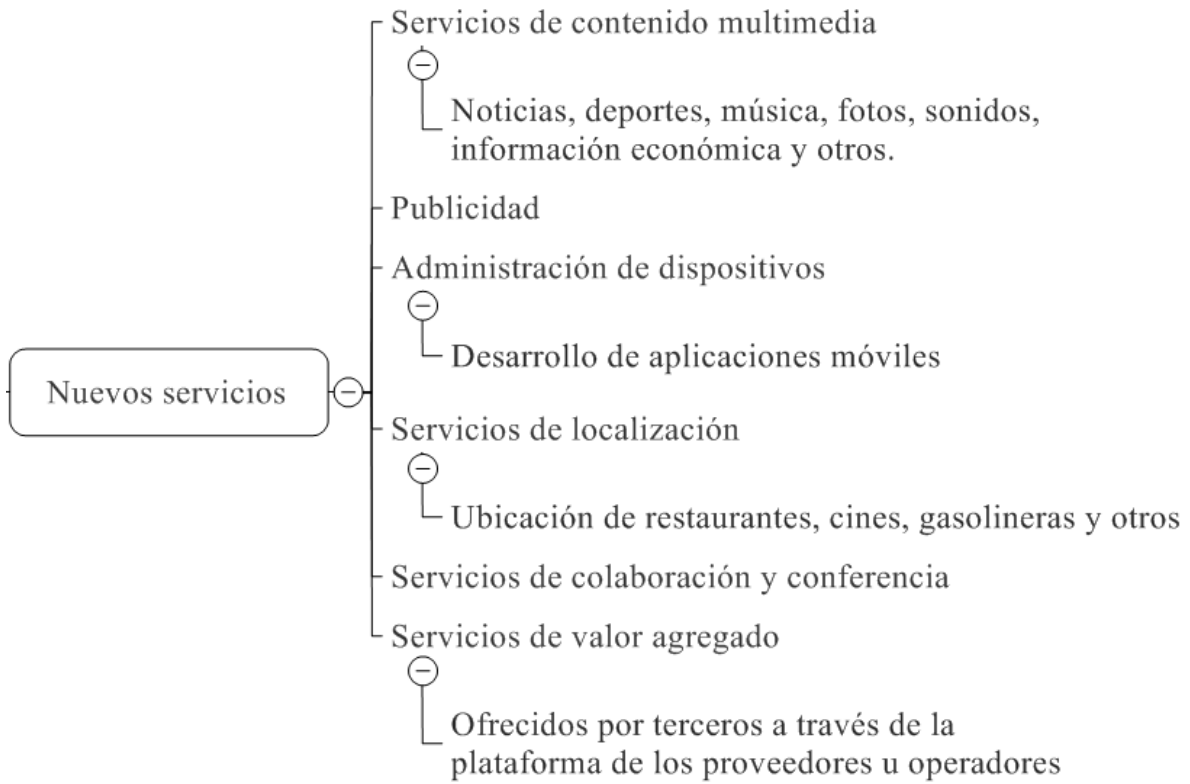 Servicios de contenido multimedia
Noticias, deportes, música, fotos, sonidos,
información económica y otros.
Publicidad
Administración de dispositivos
Desarrollo de aplicaciones móviles
Nuevos servicios
Servicios de localización
Ubicación de restaurantes, cines, gasolineras y otros
Servicios de colaboración y conferencia
Servicios de valor agregado
Ofrecidos por terceros a través de la
plataforma de los proveedores u operadores